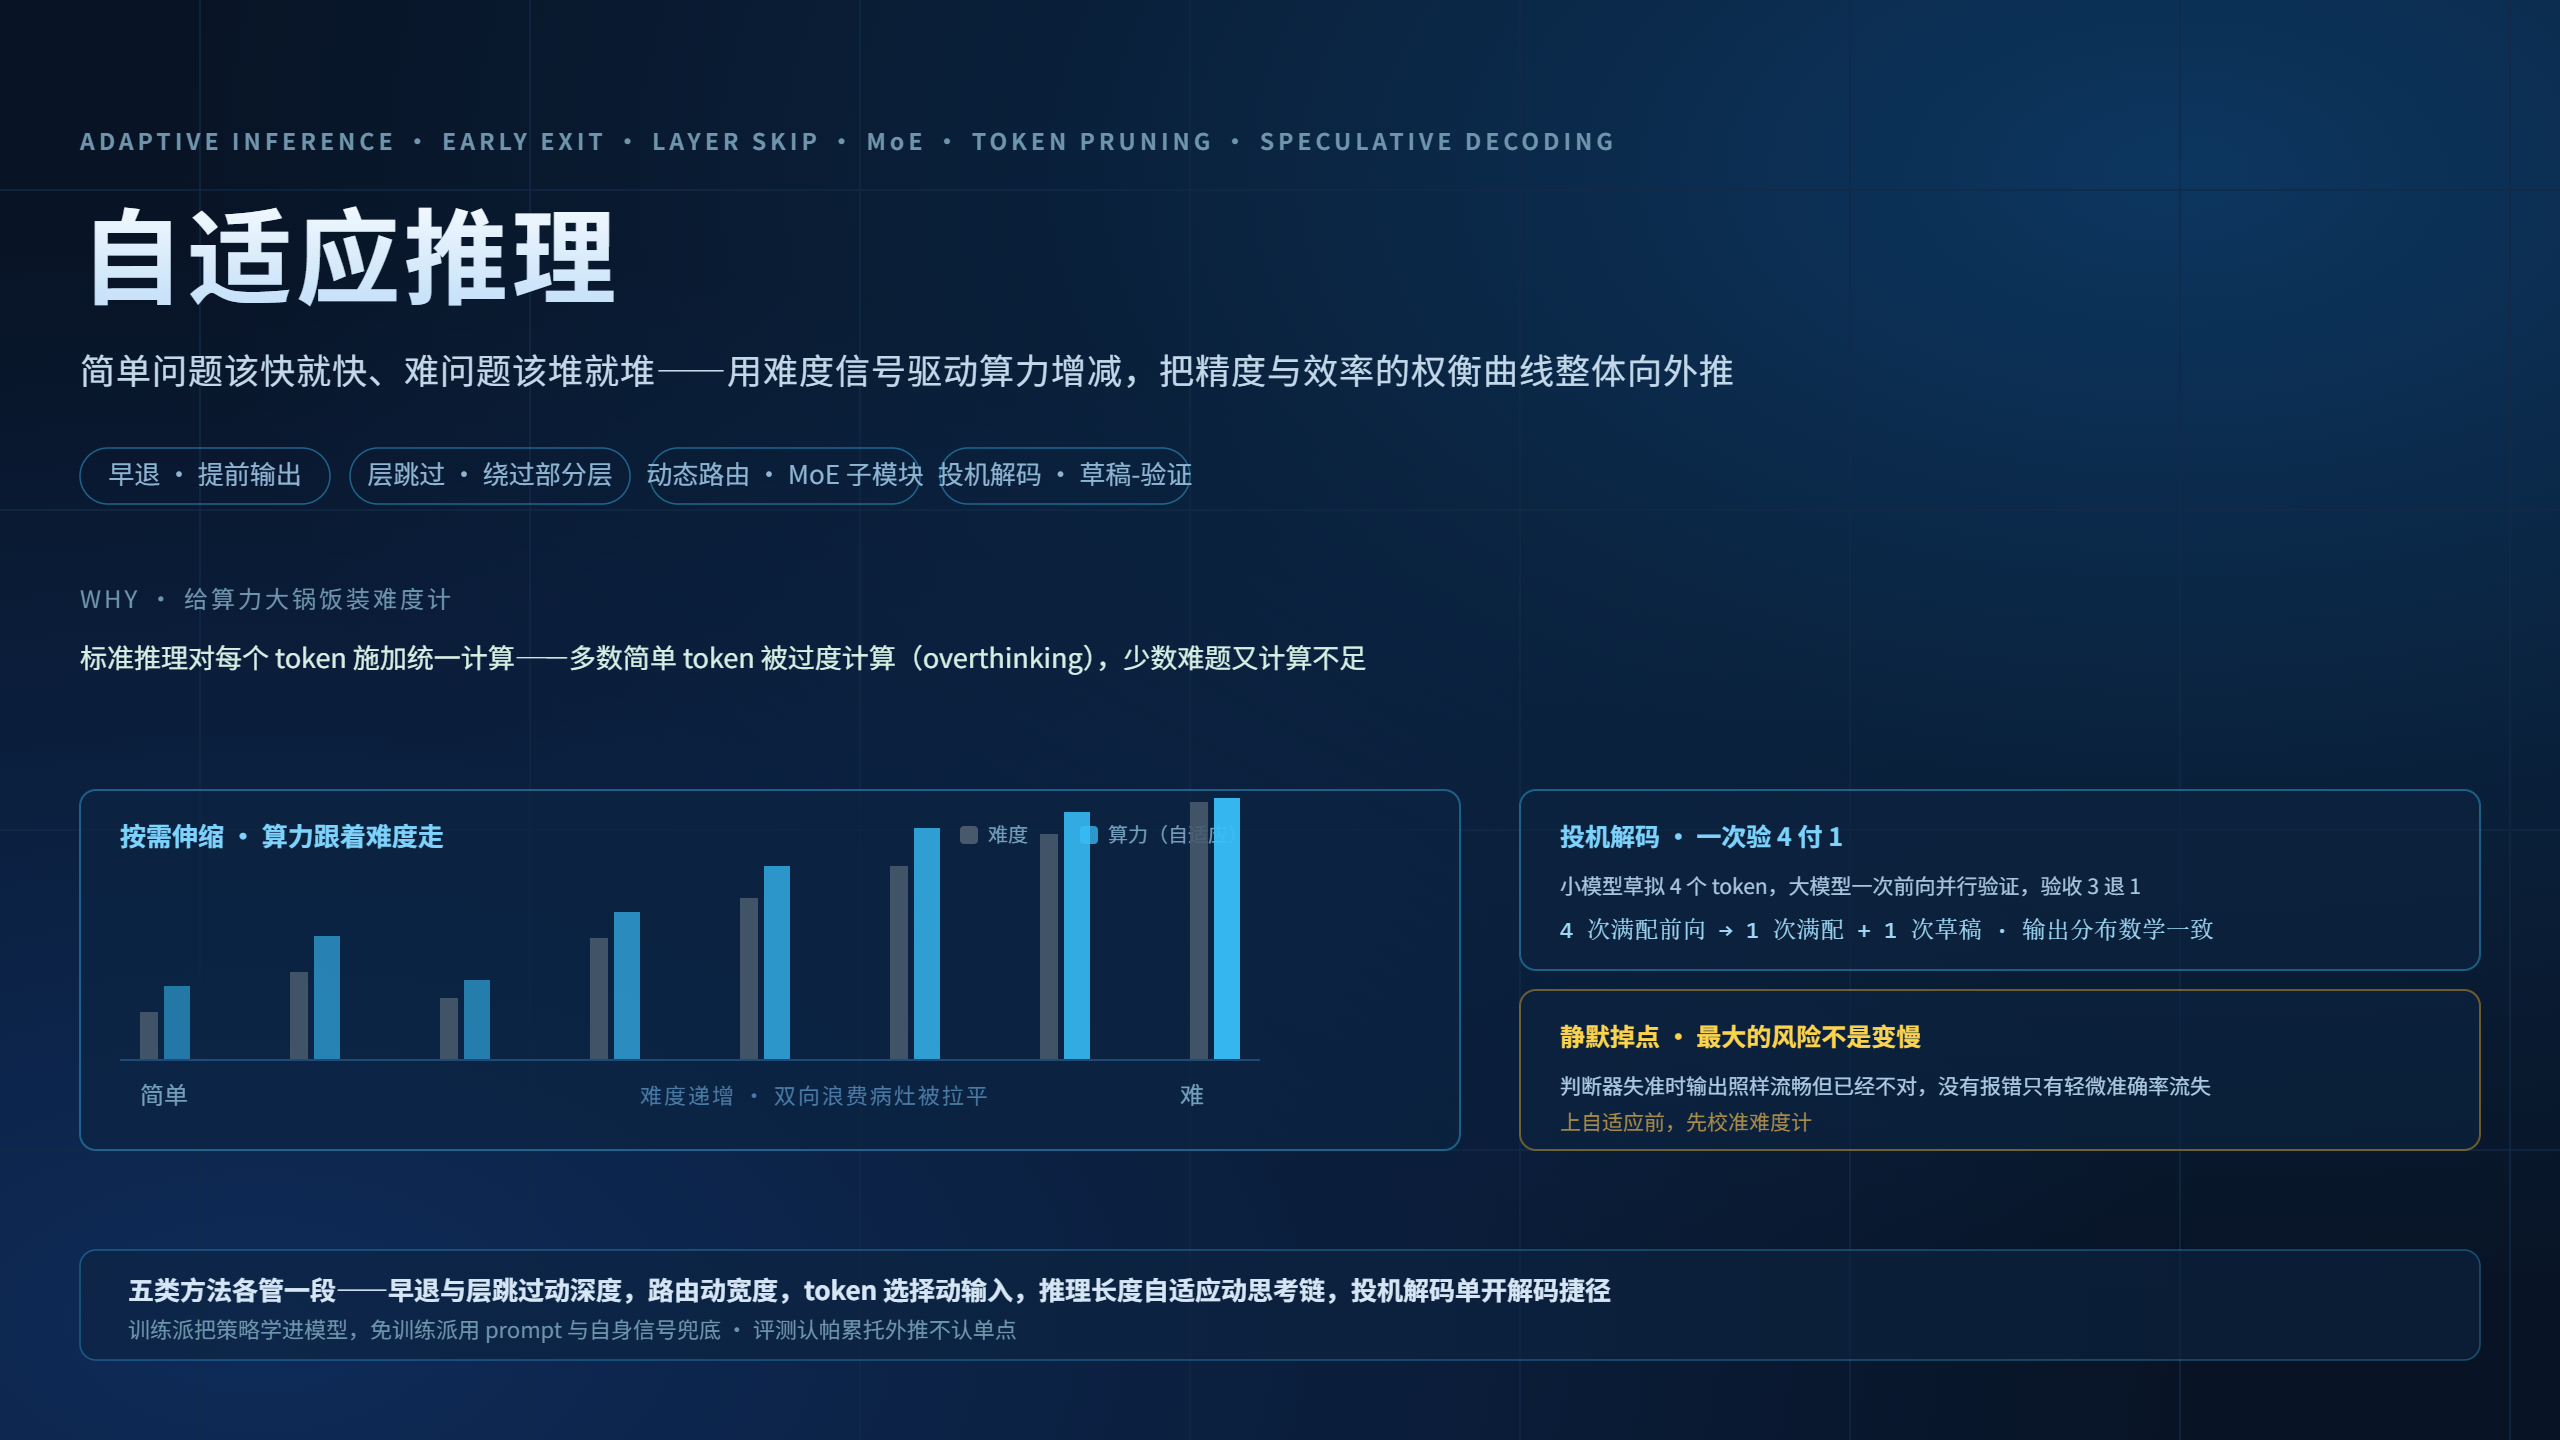 ADAPTIVE INFERENCE • EARLY EXIT • LAYER SKIP • MoE • TOKEN PRUNING • SPECULATIVE DECODING
自适应推理
简单问题该快就快、难问题该堆就堆——用难度信号驱动算力增减，把精度与效率的权衡曲线整体向外推
早退 • 提前输出
层跳过 • 绕过部分层
动态路由 • MoE 子模块
投机解码 • 草稿-验证
WHY • 给算力大锅饭装难度计
标准推理对每个 token 施加统一计算——多数简单 token 被过度计算（overthinking），少数难题又计算不足
按需伸缩 • 算力跟着难度走
难度
算力（自适应）
简单
难度递增 • 双向浪费病灶被拉平
难
投机解码 • 一次验 4 付 1
小模型草拟 4 个 token，大模型一次前向并行验证，验收 3 退 1
4 次满配前向 → 1 次满配 + 1 次草稿 · 输出分布数学一致
静默掉点 • 最大的风险不是变慢
判断器失准时输出照样流畅但已经不对，没有报错只有轻微准确率流失
上自适应前，先校准难度计
五类方法各管一段——早退与层跳过动深度，路由动宽度，token 选择动输入，推理长度自适应动思考链，投机解码单开解码捷径
训练派把策略学进模型，免训练派用 prompt 与自身信号兜底 • 评测认帕累托外推不认单点